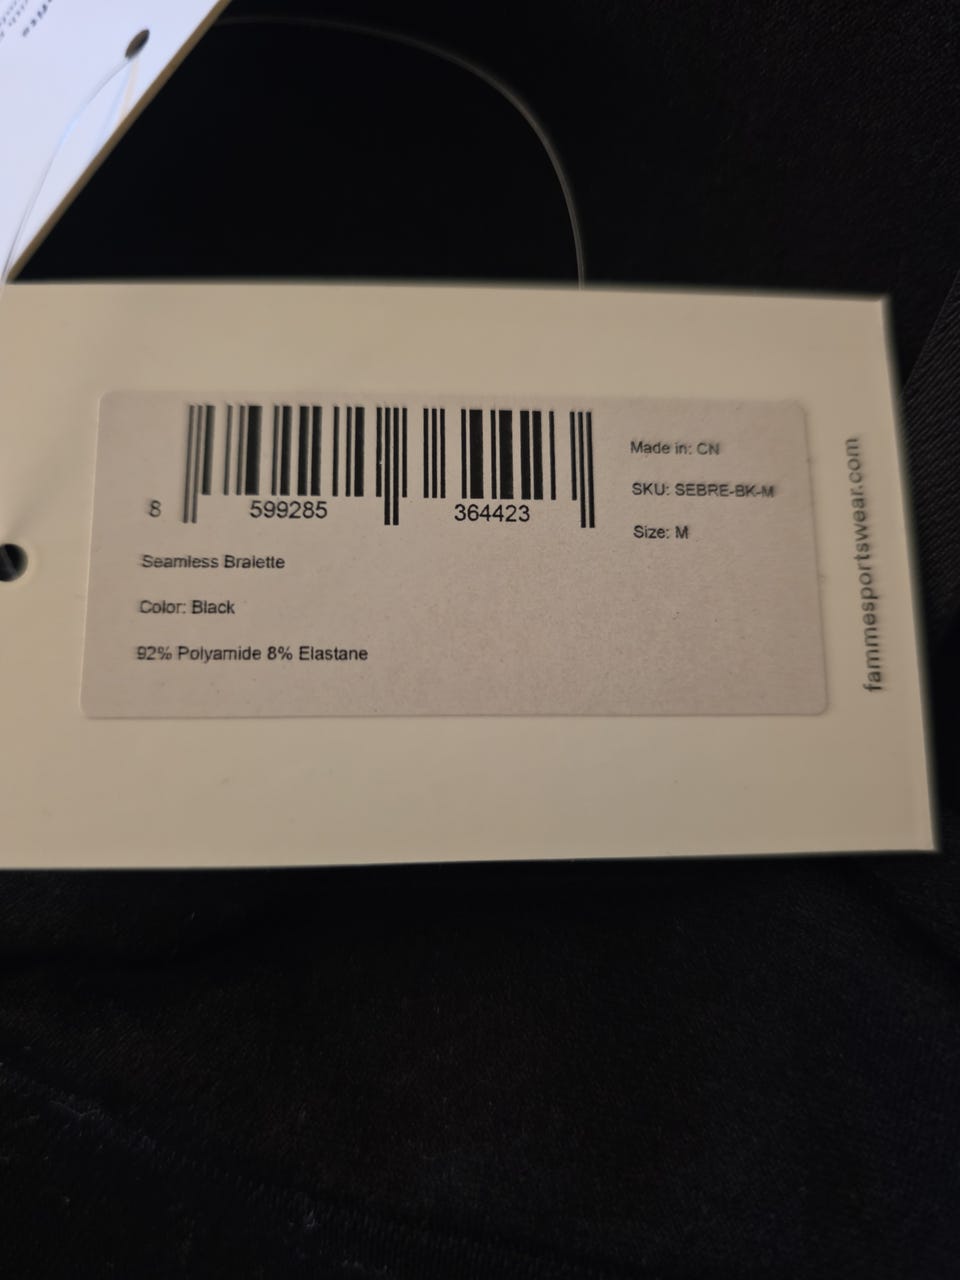 8 599285 364423
Made in: CN
SKU: SEBRE-BK-M
Size: M
Seamless Bralette
Color: Black
92% Polyamide 8% Elastane
fammesportswear.com